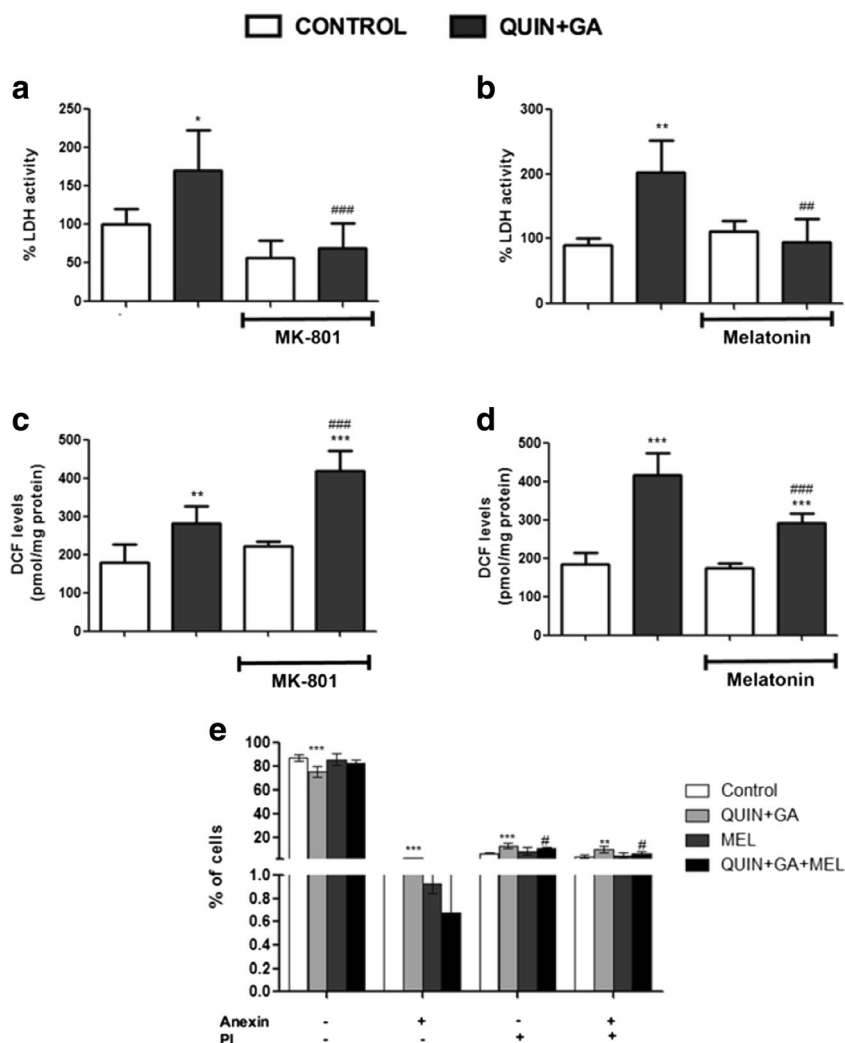 CONTROL QUIN+GA
a
250
*
200
% LDH activity
150
###
100
50
0
MK-801
b
300
**
% LDH activity
200
##
100
0
Melatonin
c
500
###
***
400
DCF levels
(pmol/mg protein)
**
300
200
100
0
MK-801
d
500
***
400
DCF levels
(pmol/mg protein)
###
***
300
200
100
0
Melatonin
e
100
***
80
60
40
20
*** *** # ** #
% of cells
1.0
0.8
0.6
0.4
0.2
0.0
Control
QUIN+GA
MEL
QUIN+GA+MEL
Anexin - + - +
PI - - + +